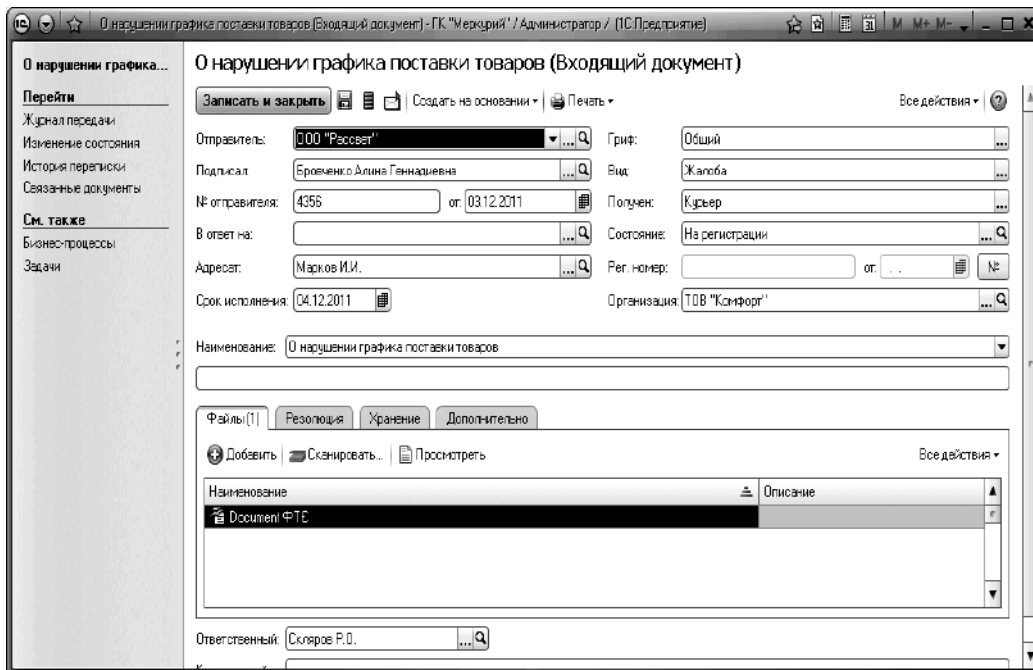 О нарушении графика поставки товаров (Входящий документ) - ГК "Меркурий" / Администратор / (1С:Предприятие) M M+ M-
О нарушении графика...
Перейти
Журнал передачи
Изменение состояния
История переписки
Связанные документы
См. также
Бизнес-процессы
Задачи
О нарушении графика поставки товаров (Входящий документ)
Записать и закрыть Создать на основании Печать Все действия
Отправитель: ООО "Рассвет" Гриф: Общий
Подписал: Бровченко Алина Геннадиевна Вид: Жалоба
№ отправителя: 4356 от: 03.12.2011 Получен: Курьер
В ответ на: Состояние: На регистрации
Адресат: Марков И.И. Рег. номер: от: . . №
Срок исполнения: 04.12.2011 Организация: ТОВ "Комфорт"
Наименование: О нарушении графика поставки товаров
Файлы (1) Резолюция Хранение Дополнительно
Добавить Сканировать... Просмотреть Все действия
Наименование Описание
Document ФТЕ
Ответственный: Скляров Р.О.